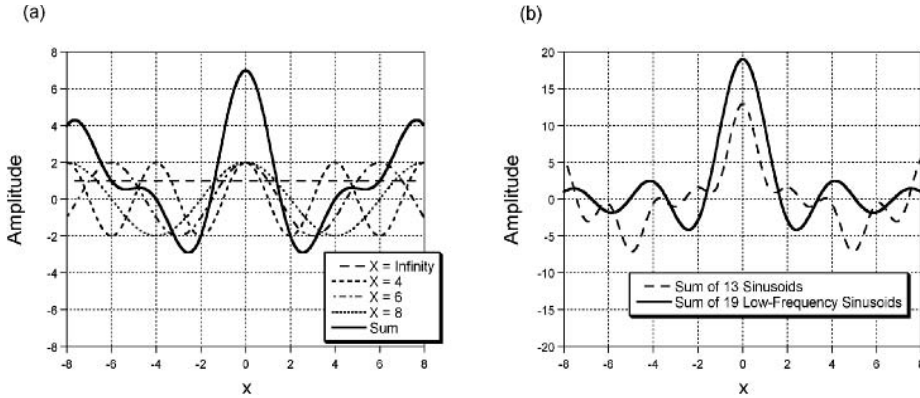 (a)
Amplitude
8
6
4
2
0
-2
-4
-6
-8
-8 -6 -4 -2 0 2 4 6 8
x
X = Infinity
X = 4
X = 6
X = 8
Sum
(b)
Amplitude
20
15
10
5
0
-5
-10
-15
-20
-8 -6 -4 -2 0 2 4 6 8
x
Sum of 13 Sinusoids
Sum of 19 Low-Frequency Sinusoids